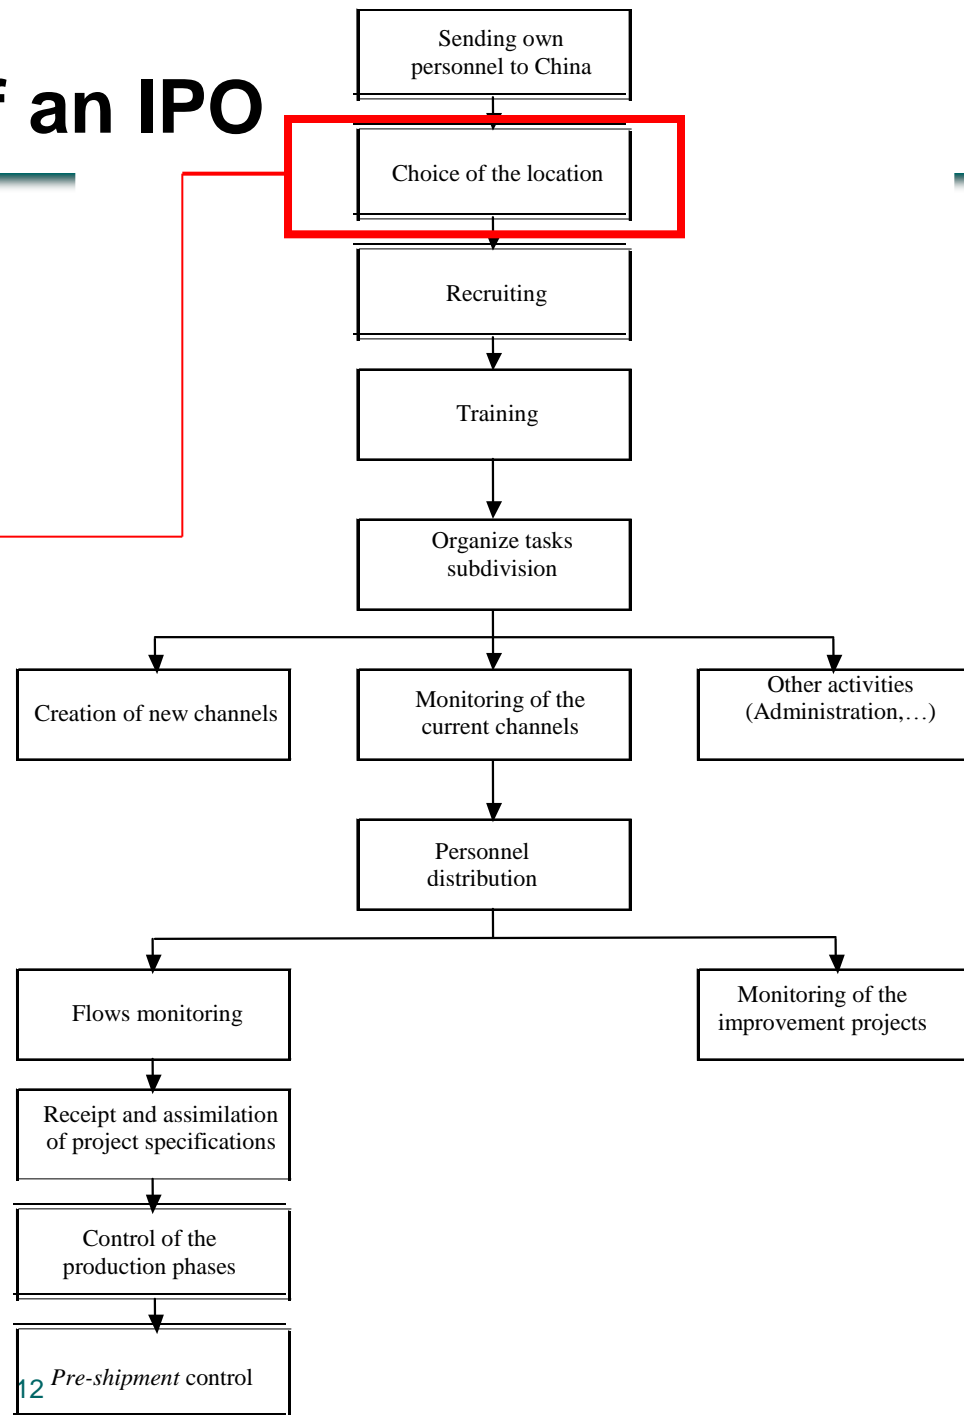 f an IPO
Sending own
personnel to China
Choice of the location
Recruiting
Training
Organize tasks
subdivision
Creation of new channels
Monitoring of the
current channels
Other activities
(Administration,…)
Personnel
distribution
Flows monitoring
Monitoring of the
improvement projects
Receipt and assimilation
of project specifications
Control of the
production phases
Pre-shipment control
12